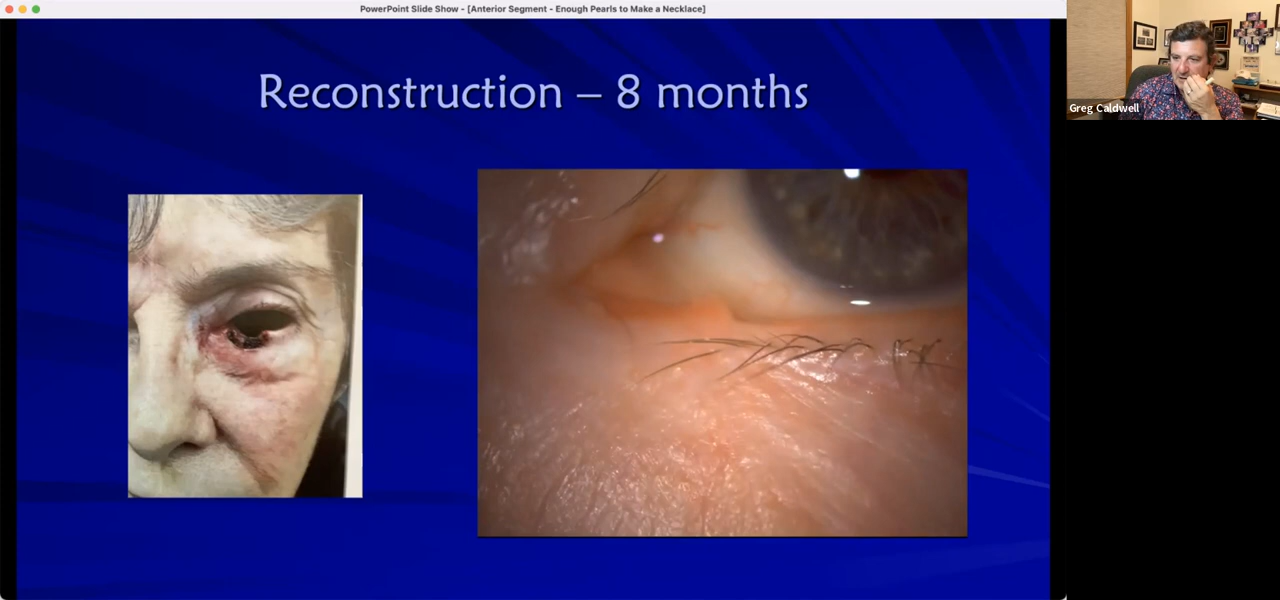 PowerPoint Slide Show - [Anterior Segment - Enough Pearls to Make a Necklace]
Reconstruction – 8 months
Greg Caldwell